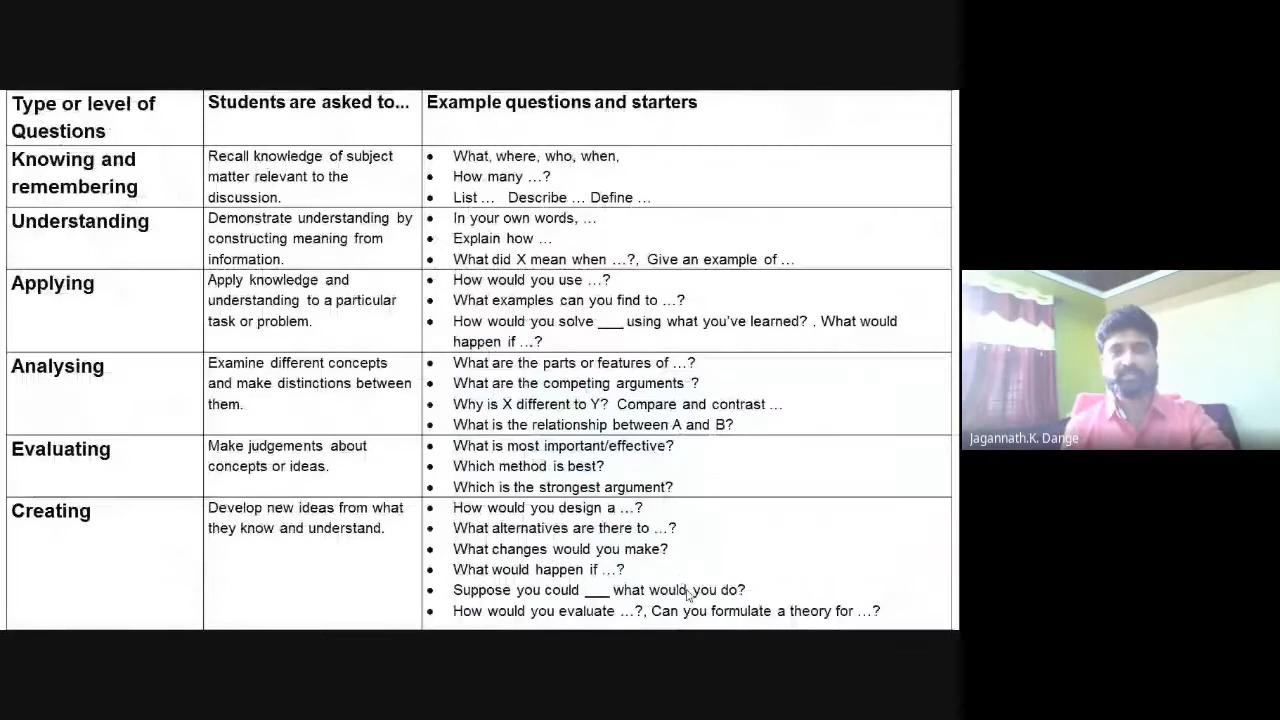 Type or level of Questions
Students are asked to...
Example questions and starters
Knowing and remembering
Recall knowledge of subject
matter relevant to the
discussion.
• What, where, who, when,
• How many …?
• List … Describe … Define …
Understanding
Demonstrate understanding by
constructing meaning from
information.
• In your own words, …
• Explain how …
• What did X mean when …?, Give an example of …
Applying
Apply knowledge and
understanding to a particular
task or problem.
• How would you use …?
• What examples can you find to …?
• How would you solve ___ using what you've learned? , What would
happen if …?
Analysing
Examine different concepts
and make distinctions between
them.
• What are the parts or features of …?
• What are the competing arguments ?
• Why is X different to Y? Compare and contrast …
• What is the relationship between A and B?
Evaluating
Make judgements about
concepts or ideas.
• What is most important/effective?
• Which method is best?
• Which is the strongest argument?
Creating
Develop new ideas from what
they know and understand.
• How would you design a …?
• What alternatives are there to …?
• What changes would you make?
• What would happen if …?
• Suppose you could ___ what would you do?
• How would you evaluate …?, Can you formulate a theory for …?
Jagannath.K. Dange